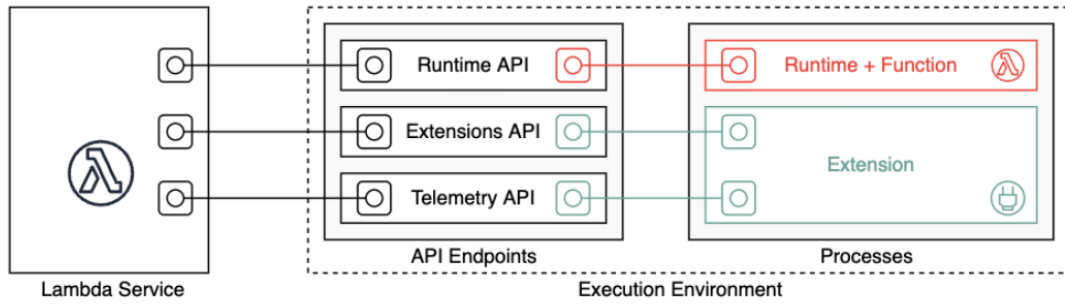 Runtime API
Runtime + Function
Extensions API
Extension
Telemetry API
API Endpoints
Processes
Lambda Service
Execution Environment